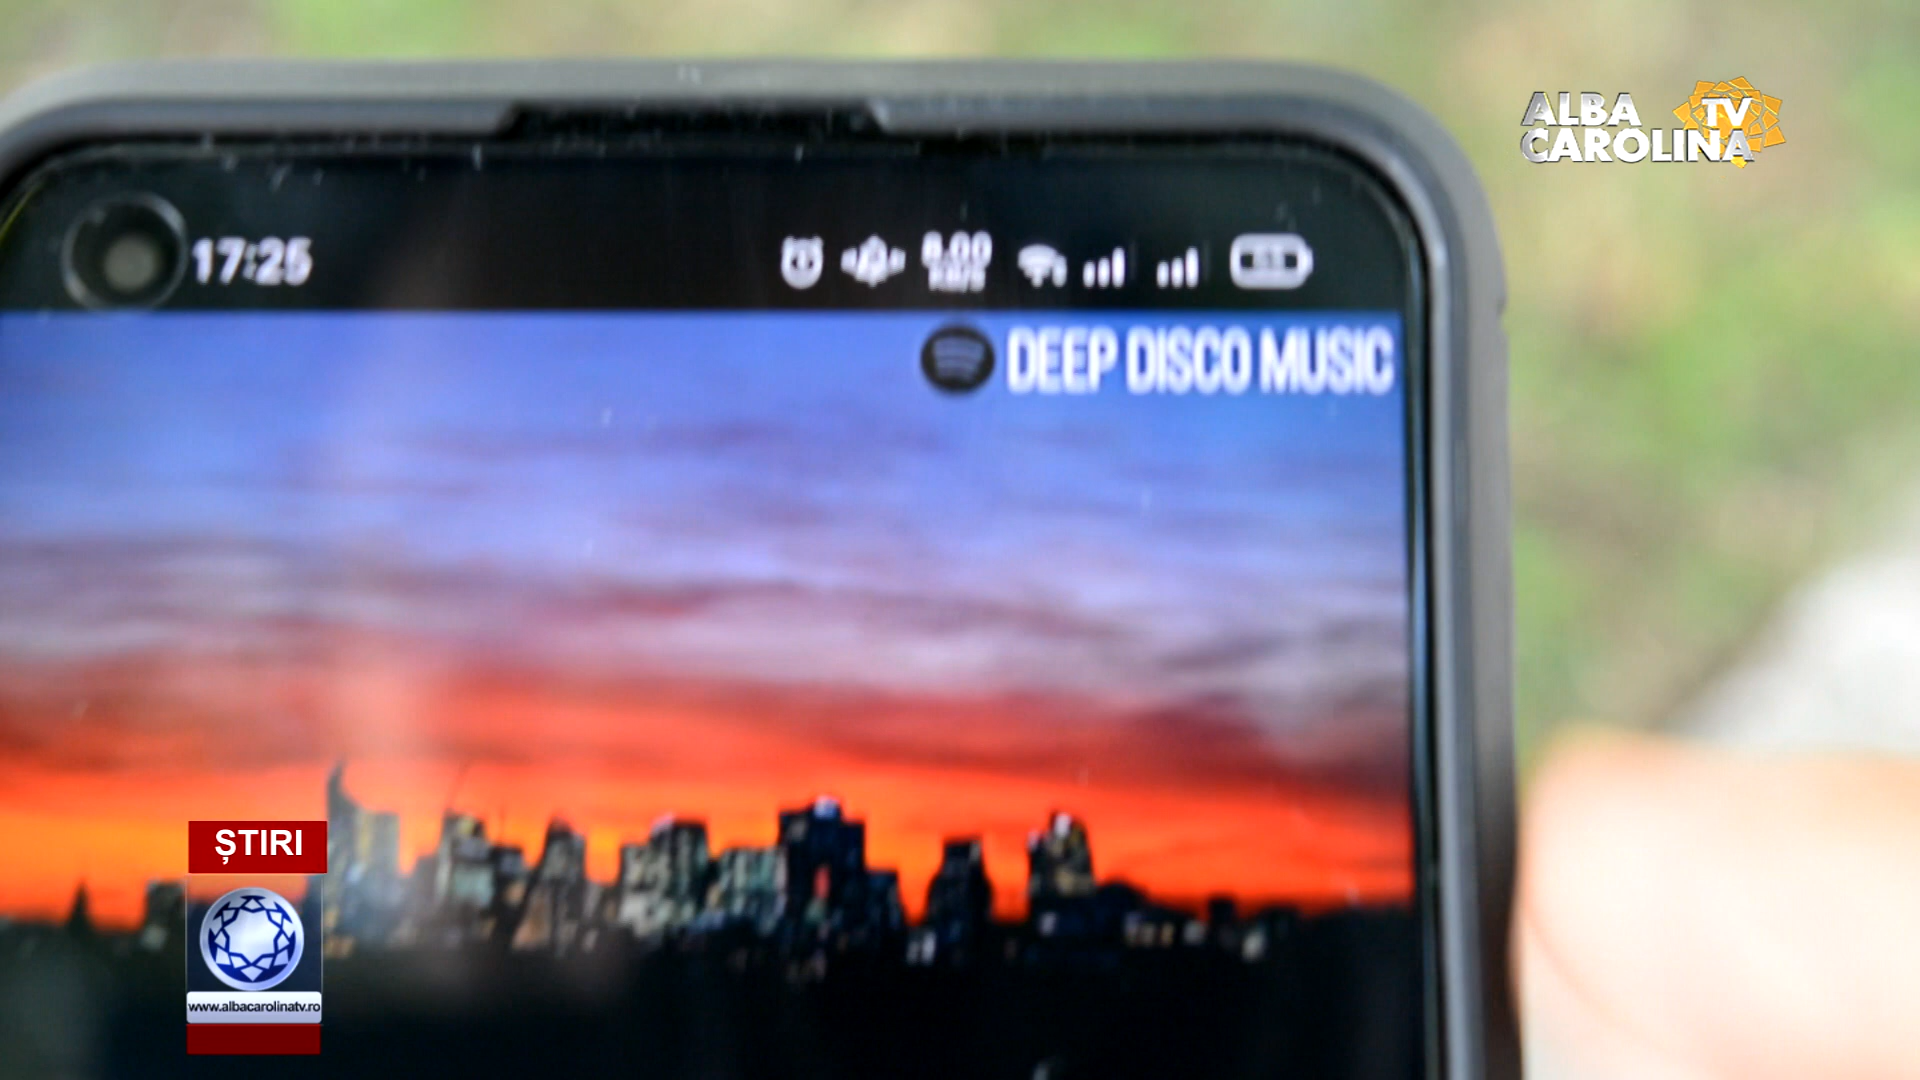 ALBA
CAROLINA
TV
17:25
DEEP DISCO MUSIC
ȘTIRI
www.albacarolinatv.ro